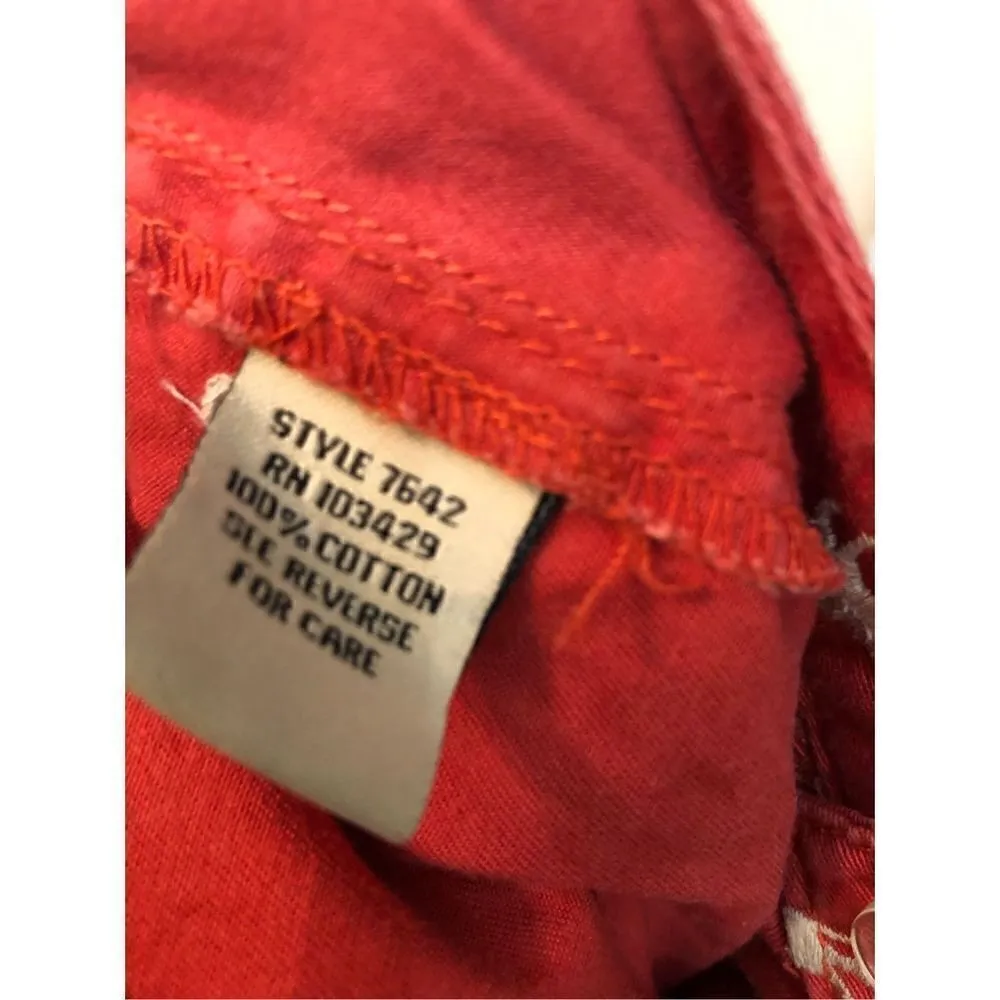 STYLE 7642
RN 103429
100% COTTON
SEE REVERSE
FOR CARE